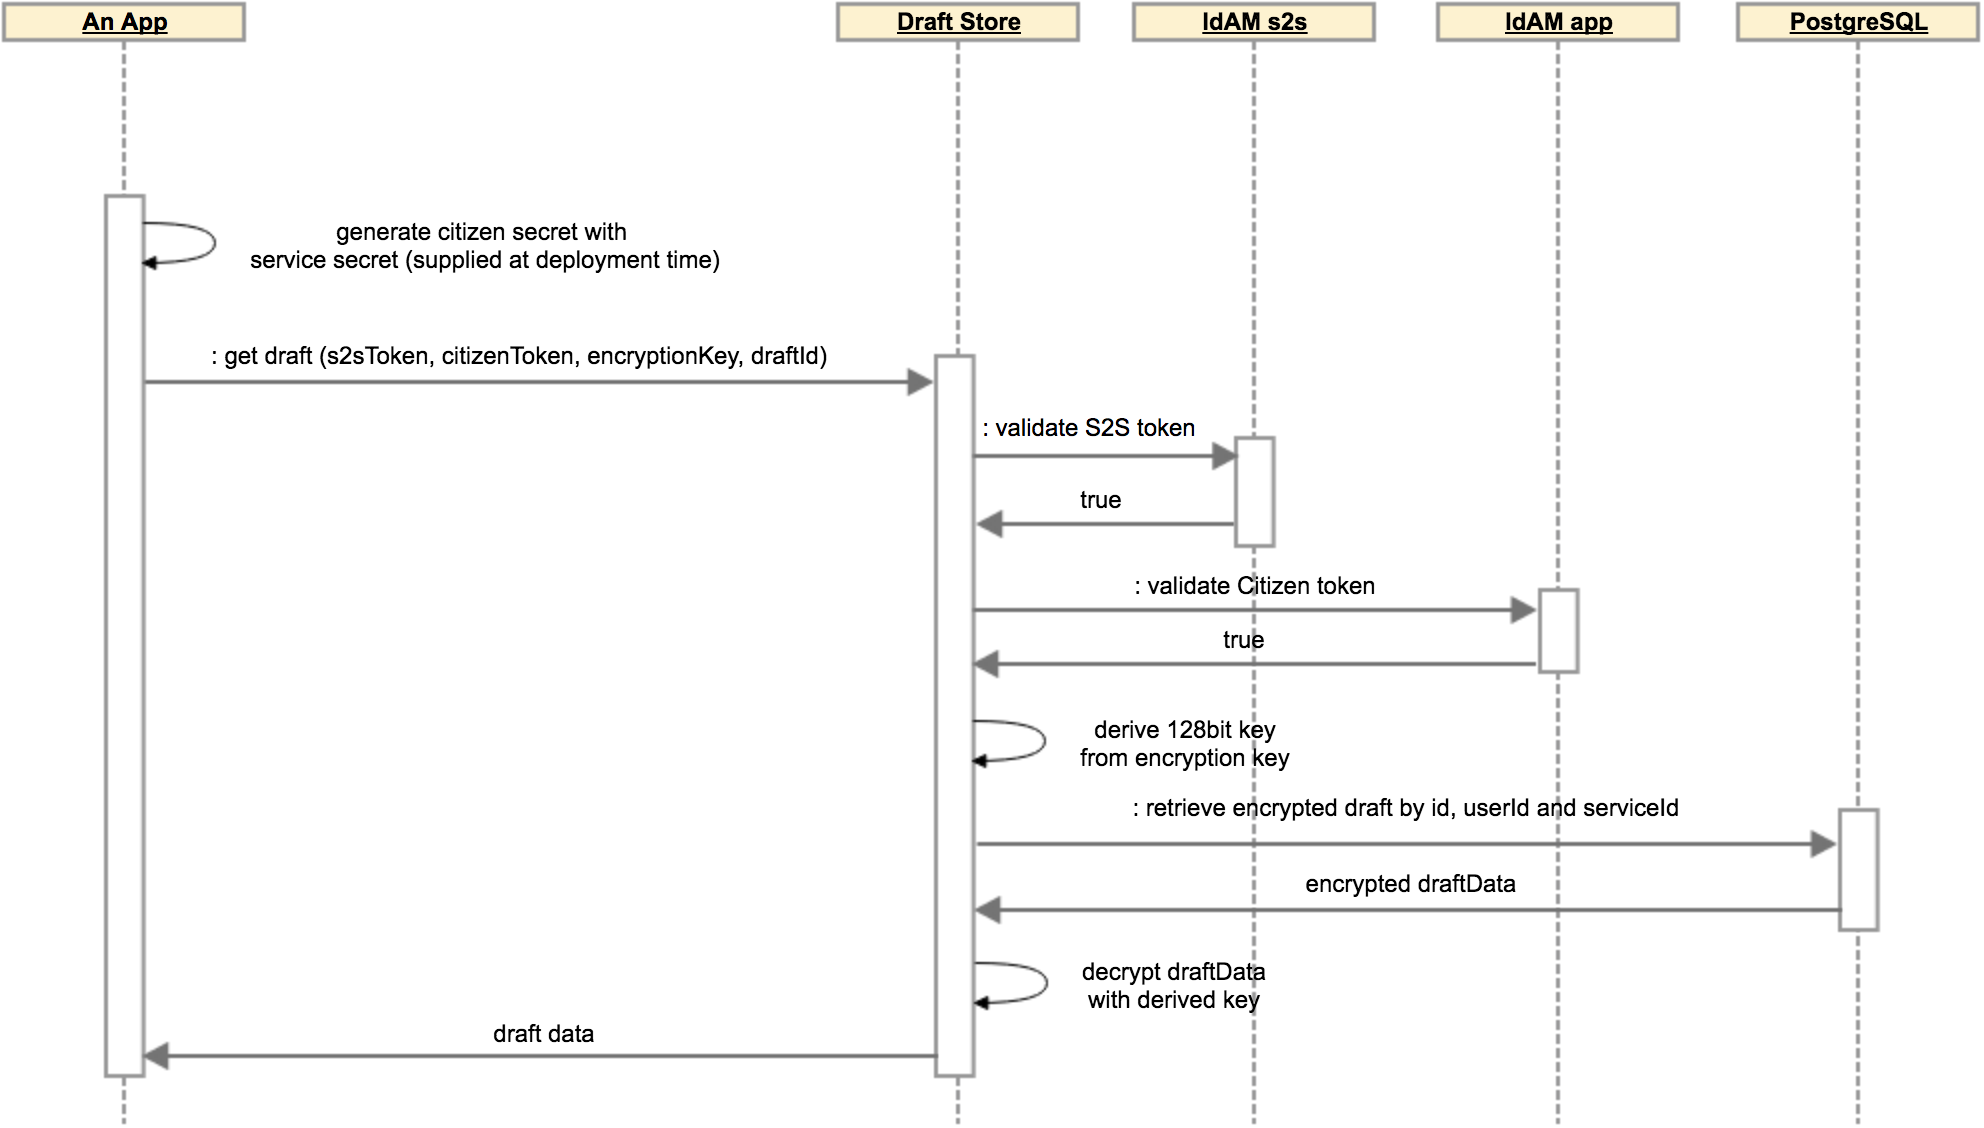 An App
Draft Store
IdAM s2s
IdAM app
PostgreSQL
generate citizen secret with
service secret (supplied at deployment time)
: get draft (s2sToken, citizenToken, encryptionKey, draftId)
: validate S2S token
true
: validate Citizen token
true
derive 128bit key
from encryption key
: retrieve encrypted draft by id, userId and serviceId
encrypted draftData
decrypt draftData
with derived key
draft data